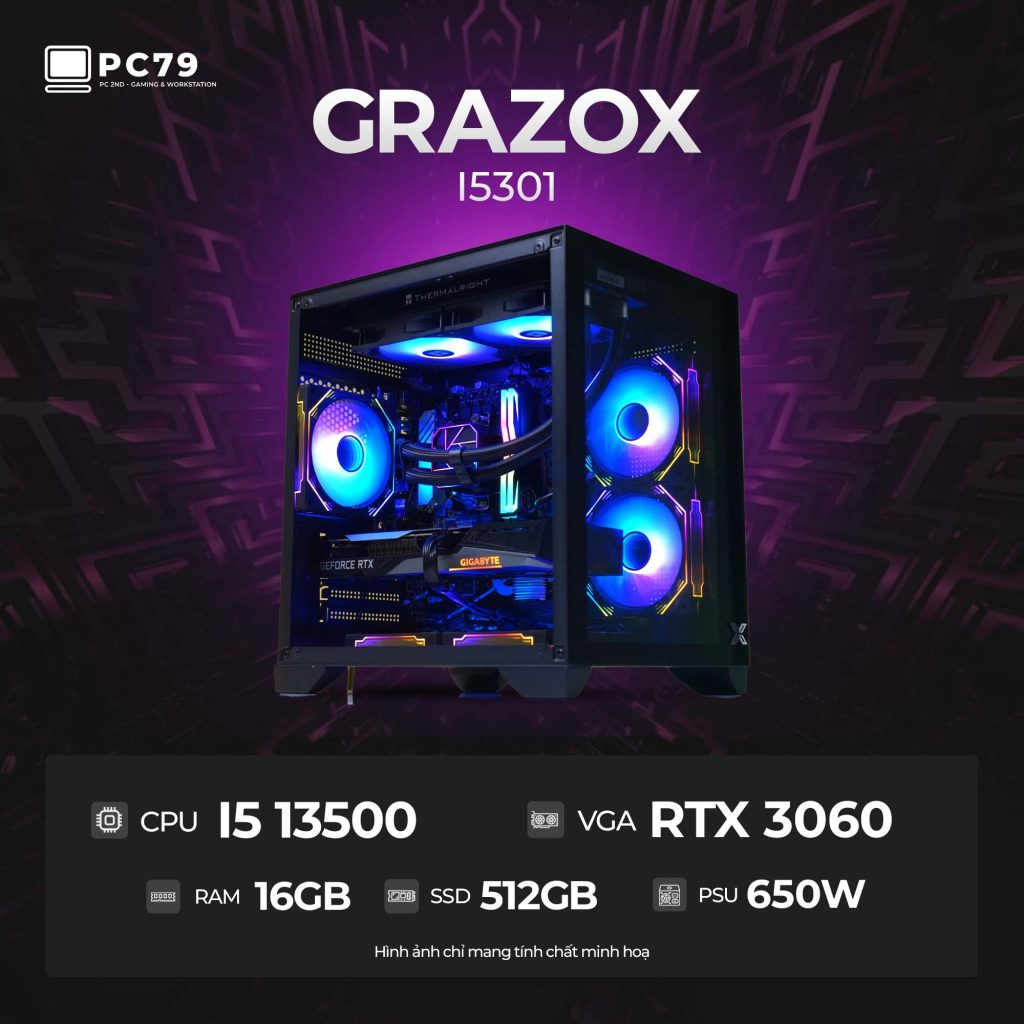 PC79
PC 2ND - GAMING & WORKSTATION
GRAZOX
I5301
THERMALRIGHT
GEFORCE RTX
GIGABYTE
CPU I5 13500
VGA RTX 3060
RAM 16GB
SSD 512GB
PSU 650W
Hình ảnh chỉ mang tính chất minh hoạ